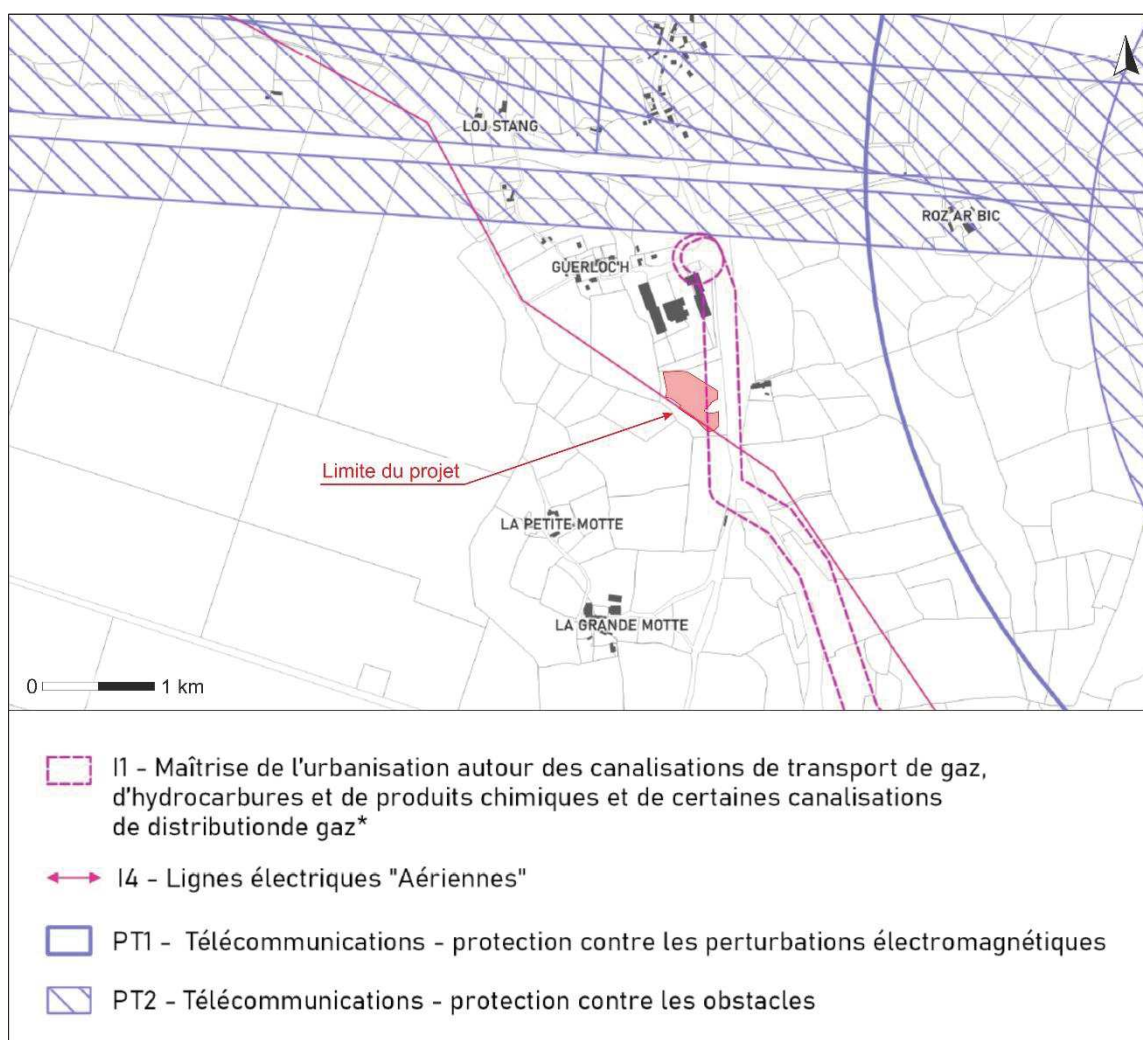 LOJ STANG
ROZ AR BIC
GUERLOC'H
Limite du projet
LA PETITE MOTTE
LA GRANDE MOTTE
0 1 km
I1 - Maîtrise de l'urbanisation autour des canalisations de transport de gaz,
d'hydrocarbures et de produits chimiques et de certaines canalisations
de distributionde gaz*
I4 - Lignes électriques "Aériennes"
PT1 - Télécommunications - protection contre les perturbations électromagnétiques
PT2 - Télécommunications - protection contre les obstacles